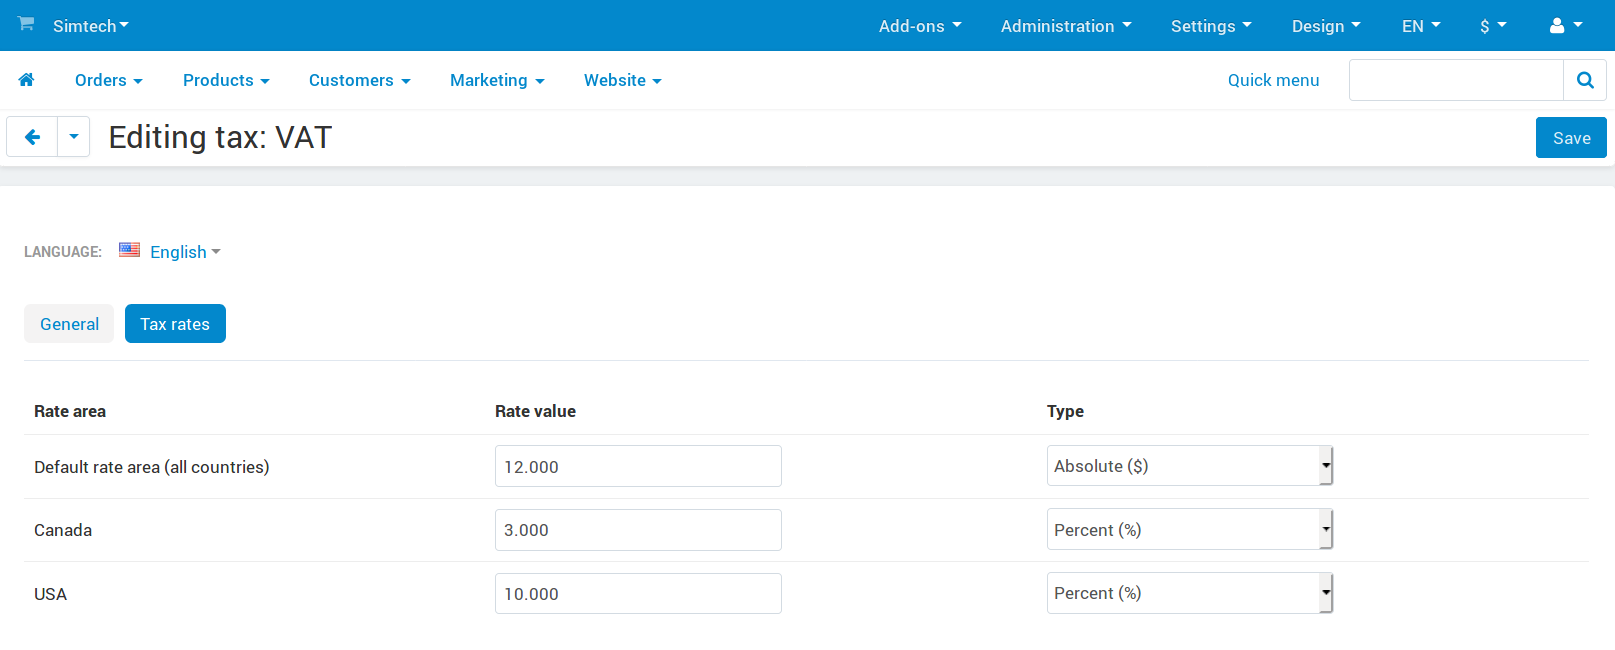 Simtech Add-ons Administration Settings Design EN $
Orders Products Customers Marketing Website Quick menu
Editing tax: VAT Save
LANGUAGE: English
General Tax rates
Rate area Rate value Type
Default rate area (all countries) 12.000 Absolute ($)
Canada 3.000 Percent (%)
USA 10.000 Percent (%)